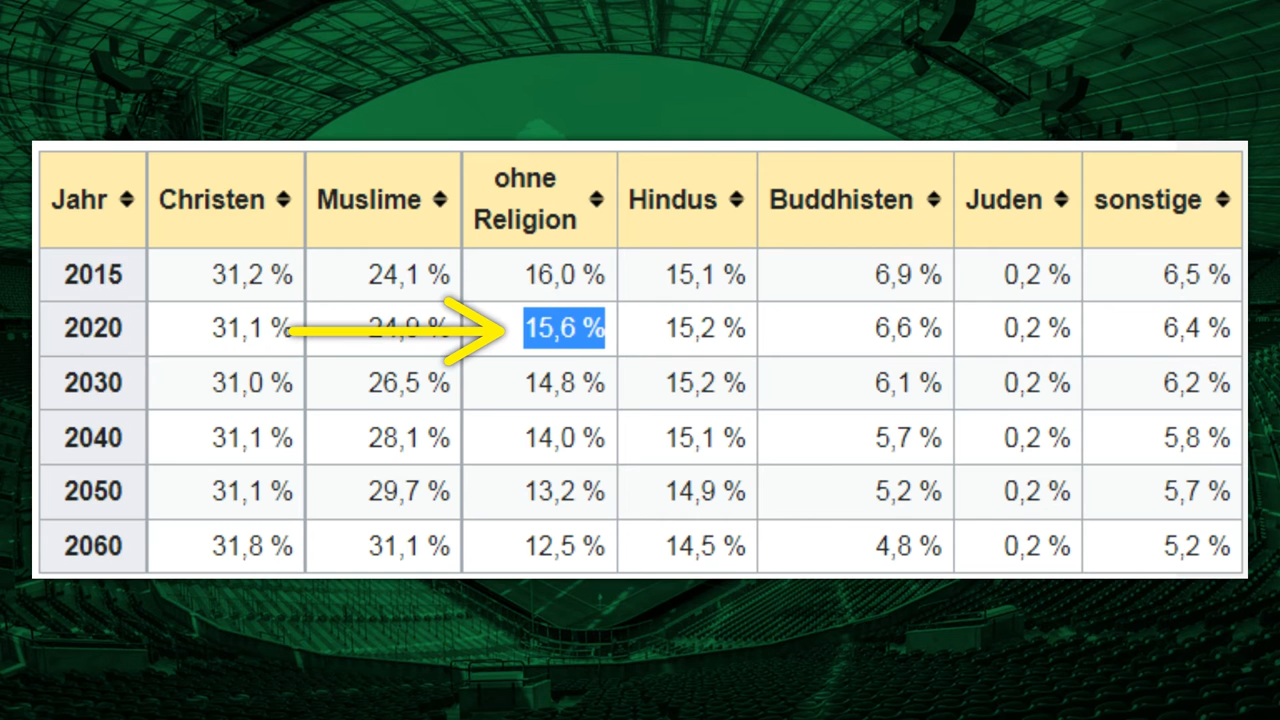 Jahr Christen Muslime ohne Religion Hindus Buddhisten Juden sonstige
2015 31,2 % 24,1 % 16,0 % 15,1 % 6,9 % 0,2 % 6,5 %
2020 31,1 % 24,9 % 15,6 % 15,2 % 6,6 % 0,2 % 6,4 %
2030 31,0 % 26,5 % 14,8 % 15,2 % 6,1 % 0,2 % 6,2 %
2040 31,1 % 28,1 % 14,0 % 15,1 % 5,7 % 0,2 % 5,8 %
2050 31,1 % 29,7 % 13,2 % 14,9 % 5,2 % 0,2 % 5,7 %
2060 31,8 % 31,1 % 12,5 % 14,5 % 4,8 % 0,2 % 5,2 %